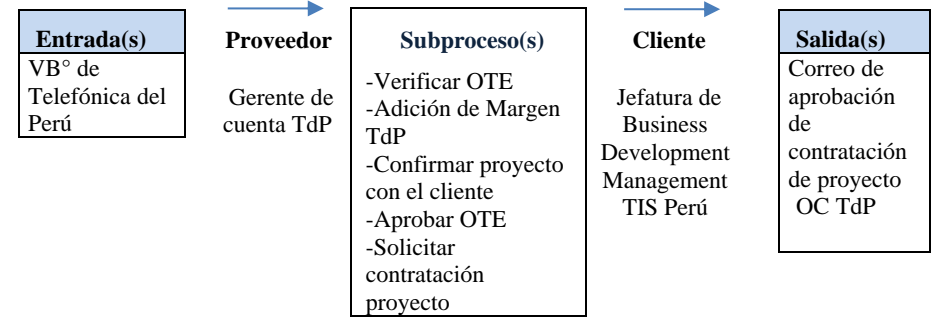 Entrada(s)
VB° de
Telefónica del
Perú
Proveedor
Gerente de
cuenta TdP
Subproceso(s)
-Verificar OTE
-Adición de Margen
TdP
-Confirmar proyecto
con el cliente
-Aprobar OTE
-Solicitar
contratación
proyecto
Cliente
Jefatura de
Business
Development
Management
TIS Perú
Salida(s)
Correo de
aprobación
de
contratación
de proyecto
OC TdP